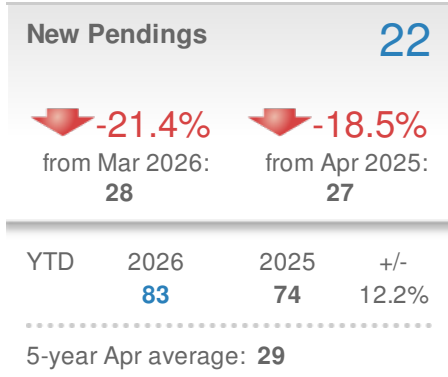 New Pendings 22
-21.4% -18.5%
from Mar 2026: from Apr 2025:
28 27
YTD 2026 2025 +/-
83 74 12.2%
5-year Apr average: 29